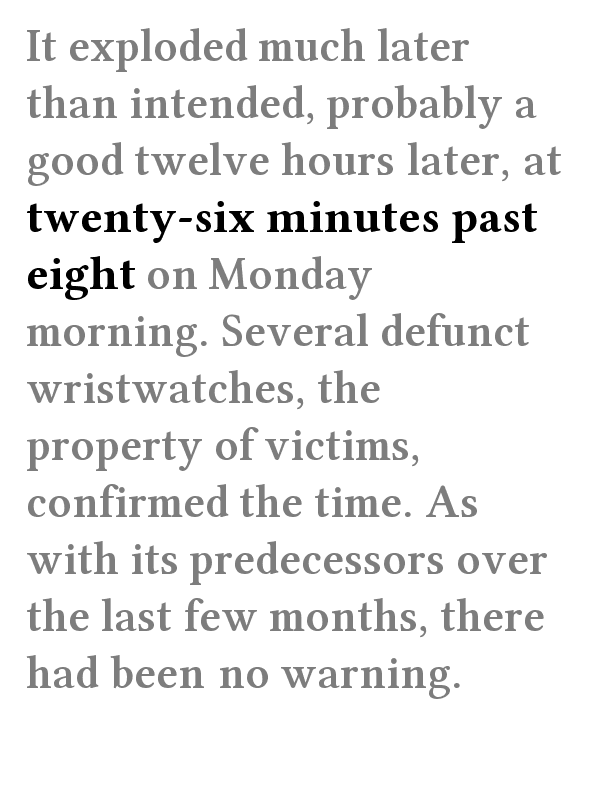 It exploded much later
than intended, probably a
good twelve hours later, at
twenty-six minutes past
eight on Monday
morning. Several defunct
wristwatches, the
property of victims,
confirmed the time. As
with its predecessors over
the last few months, there
had been no warning.